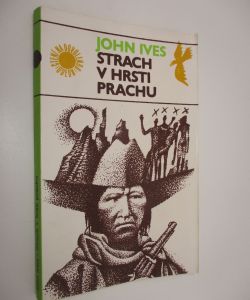 JOHN IVES
STRACH
V HRSTI
PRACHU